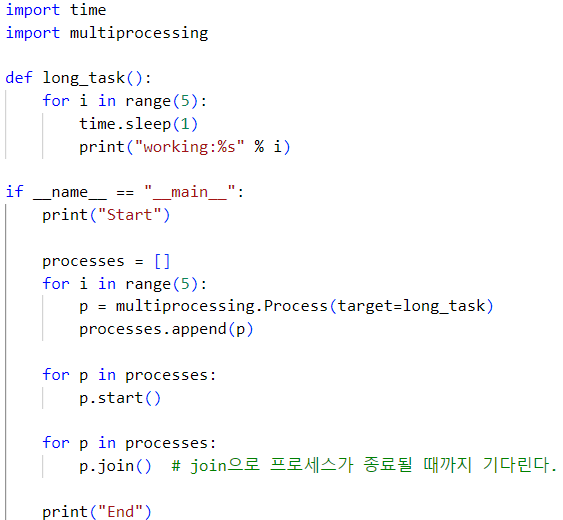 import time
import multiprocessing

def long_task():
    for i in range(5):
        time.sleep(1)
        print("working:%s" % i)

if __name__ == "__main__":
    print("Start")

    processes = []
    for i in range(5):
        p = multiprocessing.Process(target=long_task)
        processes.append(p)

    for p in processes:
        p.start()

    for p in processes:
        p.join()  # join으로 프로세스가 종료될 때까지 기다린다.

    print("End")